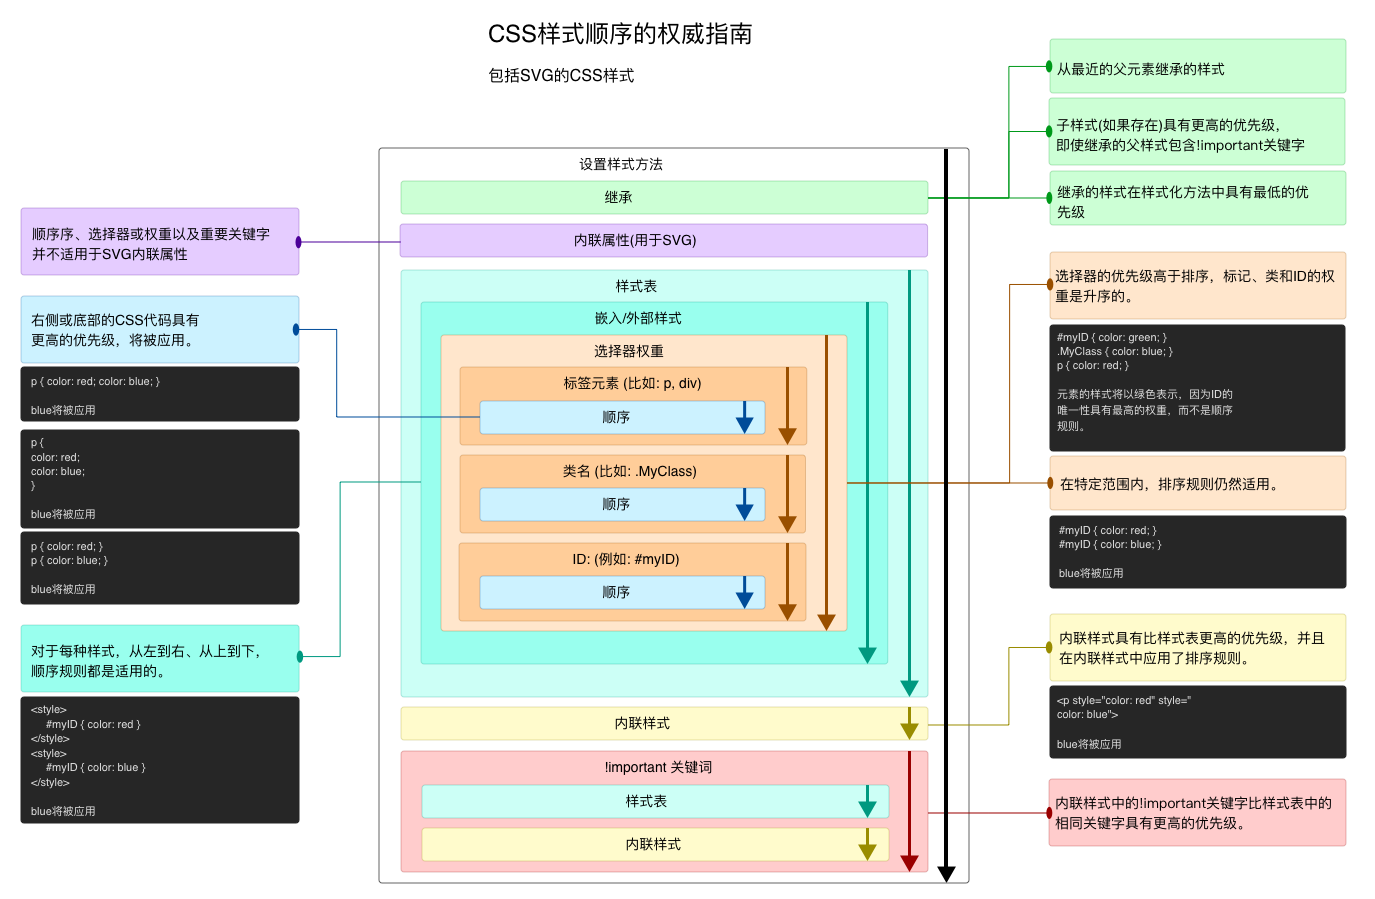 CSS样式顺序的权威指南
包括SVG的CSS样式
设置样式方法
继承
内联属性(用于SVG)
样式表
嵌入/外部样式
选择器权重
标签元素 (比如: p, div)
顺序
类名 (比如: .MyClass)
顺序
ID: (例如: #myID)
顺序
内联样式
!important 关键词
样式表
内联样式
顺序序、选择器或权重以及重要关键字
并不适用于SVG内联属性
右侧或底部的CSS代码具有
更高的优先级，将被应用。
p { color: red; color: blue; }
blue将被应用
p {
color: red;
color: blue;
}
blue将被应用
p { color: red; }
p { color: blue; }
blue将被应用
对于每种样式，从左到右、从上到下，
顺序规则都是适用的。
<style>
#myID { color: red }
</style>
<style>
#myID { color: blue }
</style>
blue将被应用
从最近的父元素继承的样式
子样式(如果存在)具有更高的优先级，
即使继承的父样式包含!important关键字
继承的样式在样式化方法中具有最低的优
先级
选择器的优先级高于排序，标记、类和ID的权
重是升序的。
#myID { color: green; }
.MyClass { color: blue; }
p { color: red; }
元素的样式将以绿色表示，因为ID的
唯一性具有最高的权重，而不是顺序
规则。
在特定范围内，排序规则仍然适用。
#myID { color: red; }
#myID { color: blue; }
blue将被应用
内联样式具有比样式表更高的优先级，并且
在内联样式中应用了排序规则。
<p style="color: red" style="
color: blue">
blue将被应用
内联样式中的!important关键字比样式表中的
相同关键字具有更高的优先级。